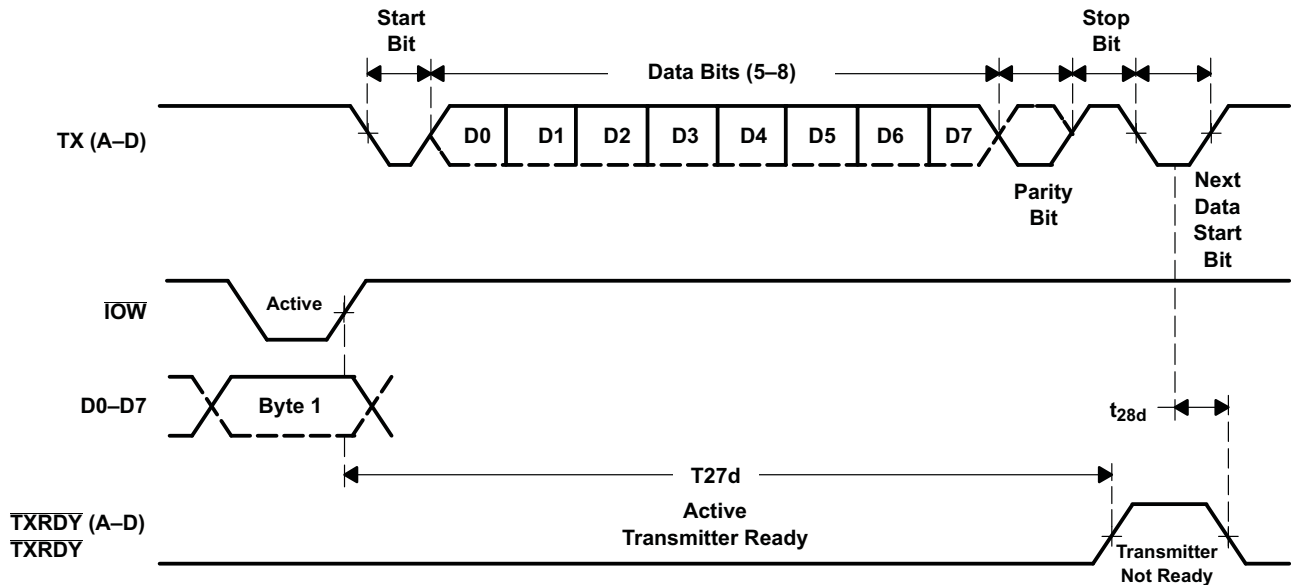 Start
Bit
Data Bits (5–8)
Stop
Bit
TX (A–D)
D0 D1 D2 D3 D4 D5 D6 D7
Parity
Bit
Next
Data
Start
Bit
IOW
Active
D0–D7
Byte 1
t28d
T27d
TXRDY (A–D)
TXRDY
Active
Transmitter Ready
Transmitter
Not Ready